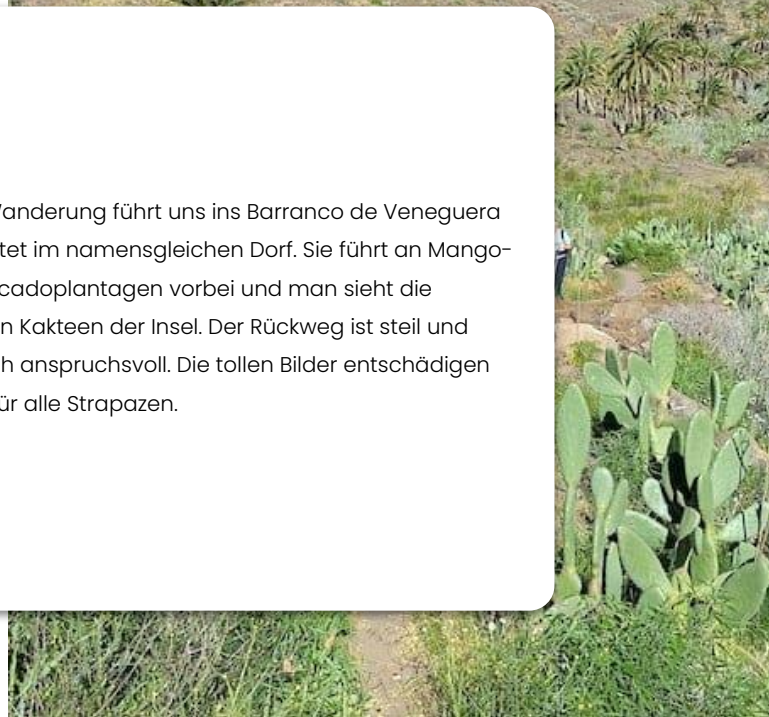 anderung führt uns ins Barranco de Veneguera
tet im namensgleichen Dorf. Sie führt an Mango-
cadoplantagen vorbei und man sieht die
n Kakteen der Insel. Der Rückweg ist steil und
h anspruchsvoll. Die tollen Bilder entschädigen
ür alle Strapazen.